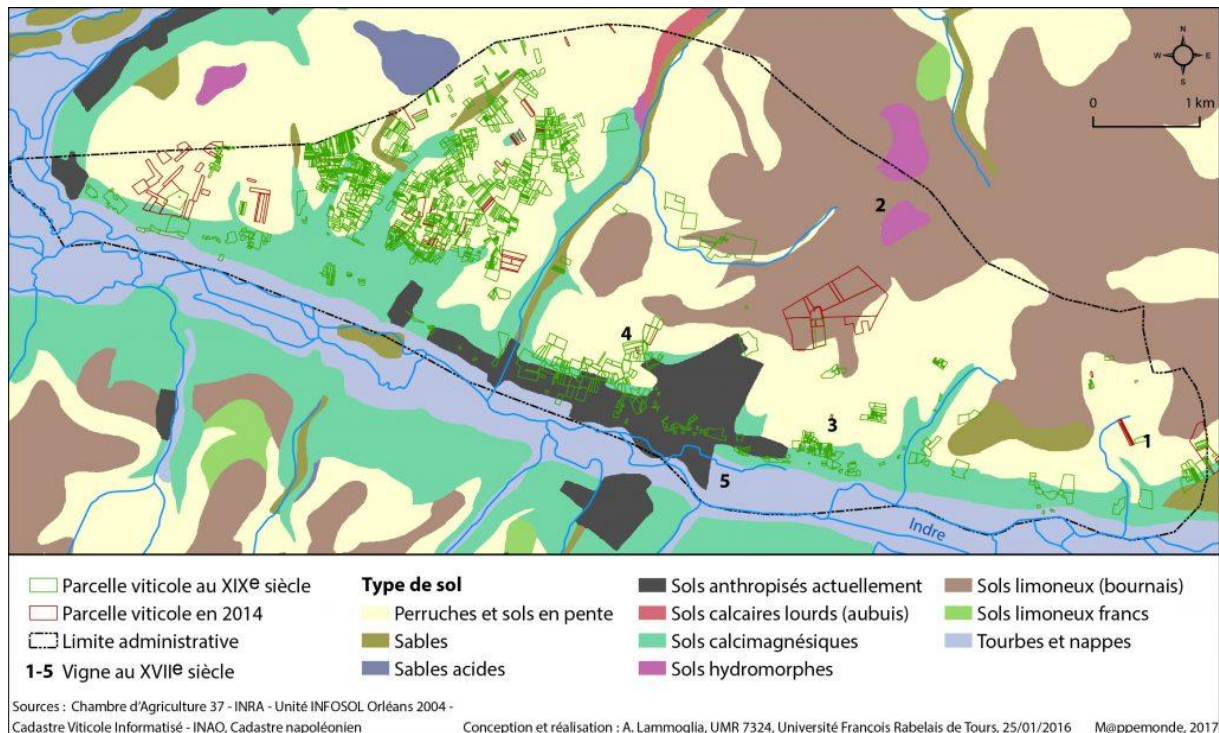 N
W E
S
0 1 km
2
4
3
1
5
Indre
Parcelle viticole au XIXe siècle
Parcelle viticole en 2014
Limite administrative
1-5 Vigne au XVIIe siècle
Type de sol
Perruches et sols en pente
Sables
Sables acides
Sols anthropisés actuellement
Sols calcaires lourds (aubuis)
Sols calcimagnésiques
Sols hydromorphes
Sols limoneux (bournais)
Sols limoneux francs
Tourbes et nappes
Sources : Chambre d'Agriculture 37 - INRA - Unité INFOSOL Orléans 2004 -
Cadastre Viticole Informatisé - INAO, Cadastre napoléonien
Conception et réalisation : A. Lammoglia, UMR 7324, Université François Rabelais de Tours, 25/01/2016
M@ppemonde, 2017